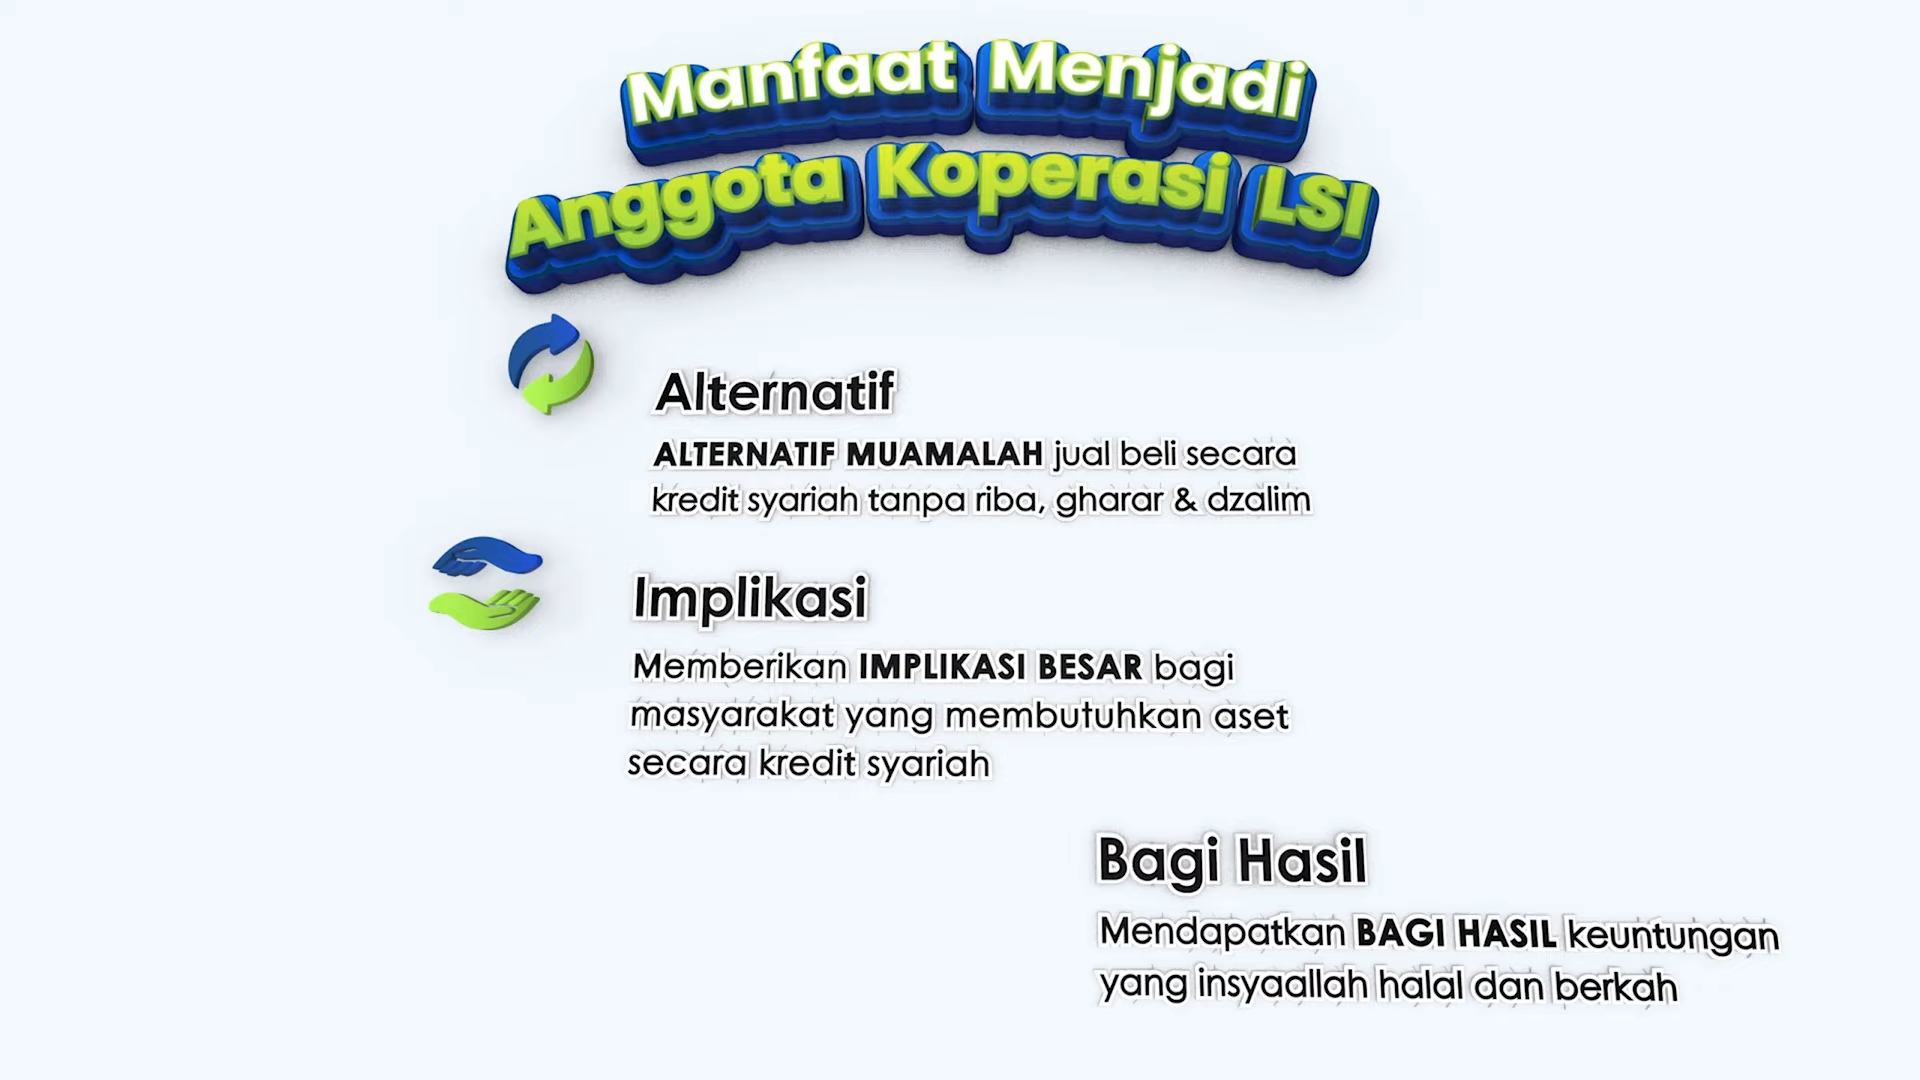 Manfaat Menjadi
Anggota Koperasi LSI
Alternatif
ALTERNATIF MUAMALAH jual beli secara
kredit syariah tanpa riba, gharar & dzalim
Implikasi
Memberikan IMPLIKASI BESAR bagi
masyarakat yang membutuhkan aset
secara kredit syariah
Bagi Hasil
Mendapatkan BAGI HASIL keuntungan
yang insyaallah halal dan berkah